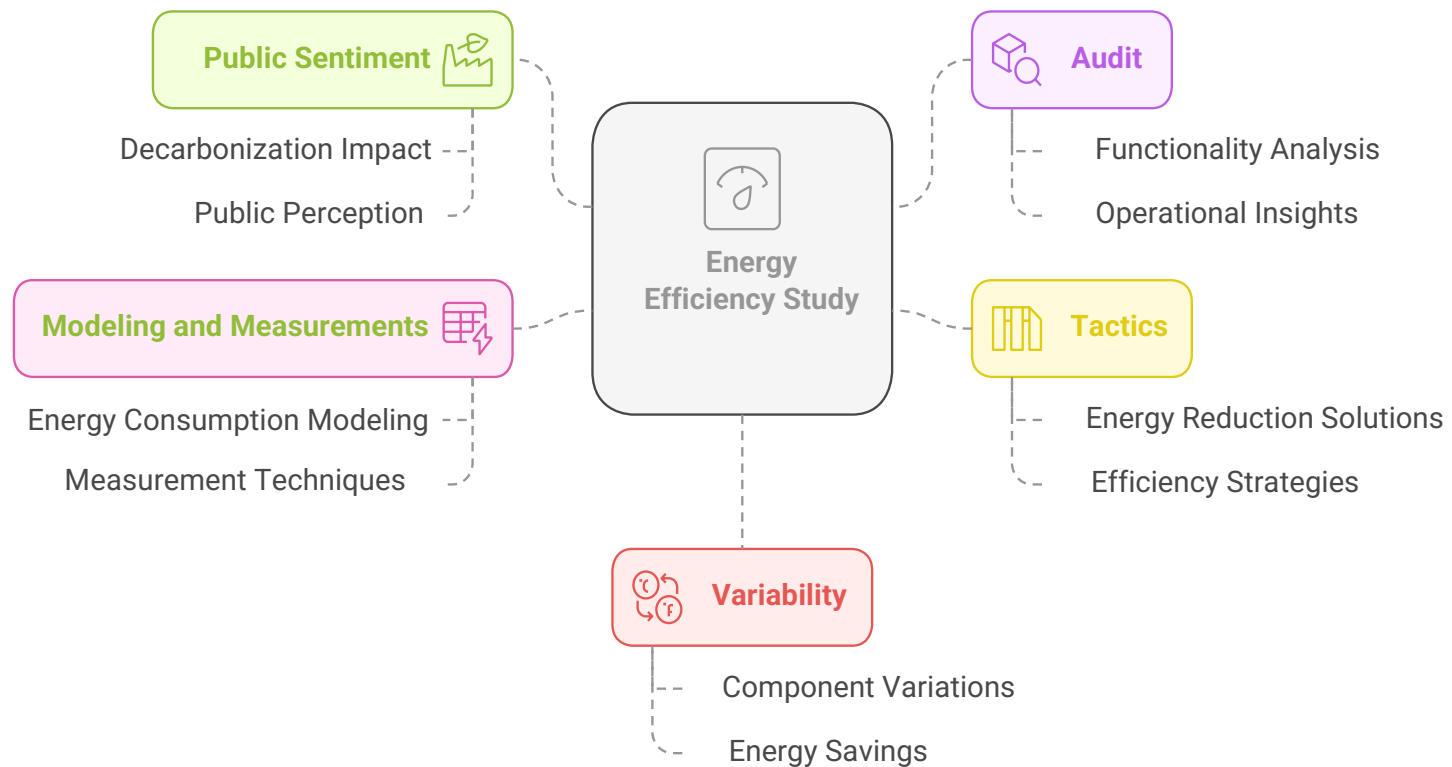 Public Sentiment
Decarbonization Impact
Public Perception
Modeling and Measurements
Energy Consumption Modeling
Measurement Techniques
Energy
Efficiency Study
Audit
Functionality Analysis
Operational Insights
Tactics
Energy Reduction Solutions
Efficiency Strategies
Variability
Component Variations
Energy Savings